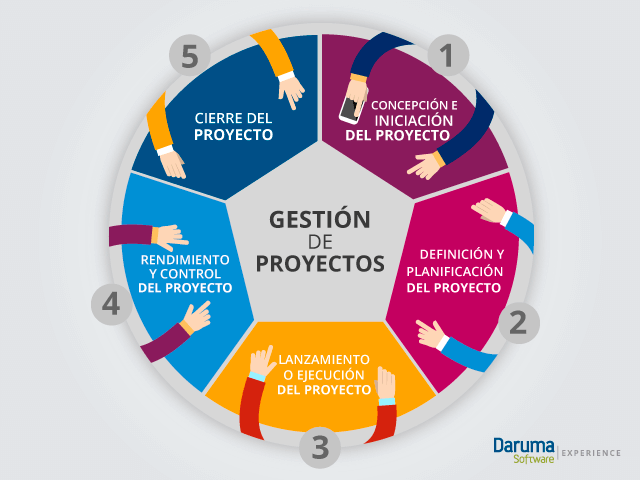 GESTIÓN
DE
PROYECTOS
1
CONCEPCIÓN E
INICIACIÓN
DEL PROYECTO
2
DEFINICIÓN Y
PLANIFICACIÓN
DEL PROYECTO
3
LANZAMIENTO
O EJECUCIÓN
DEL PROYECTO
4
RENDIMIENTO
Y CONTROL
DEL PROYECTO
5
CIERRE DEL
PROYECTO
Daruma
Software EXPERIENCE